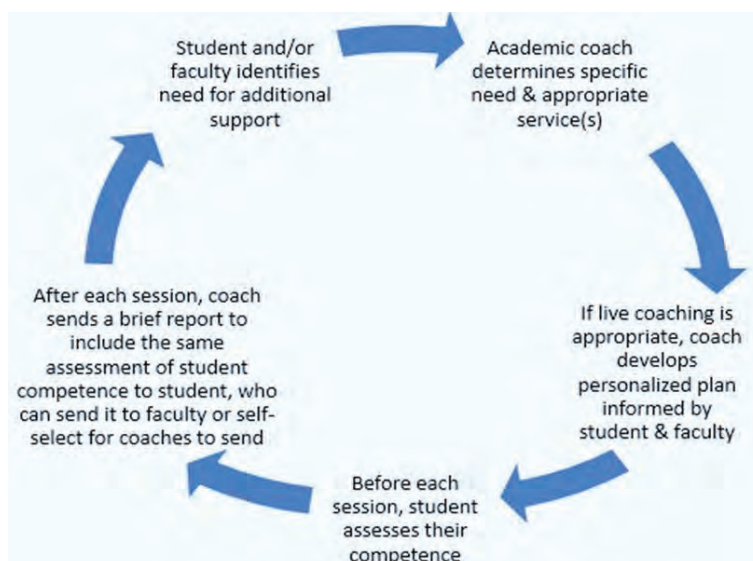 Student and/or
faculty identifies
need for additional
support
Academic coach
determines specific
need & appropriate
service(s)
If live coaching is
appropriate, coach
develops
personalized plan
informed by
student & faculty
Before each
session, student
assesses their
competence
After each session, coach
sends a brief report to
include the same
assessment of student
competence to student, who
can send it to faculty or self-
select for coaches to send